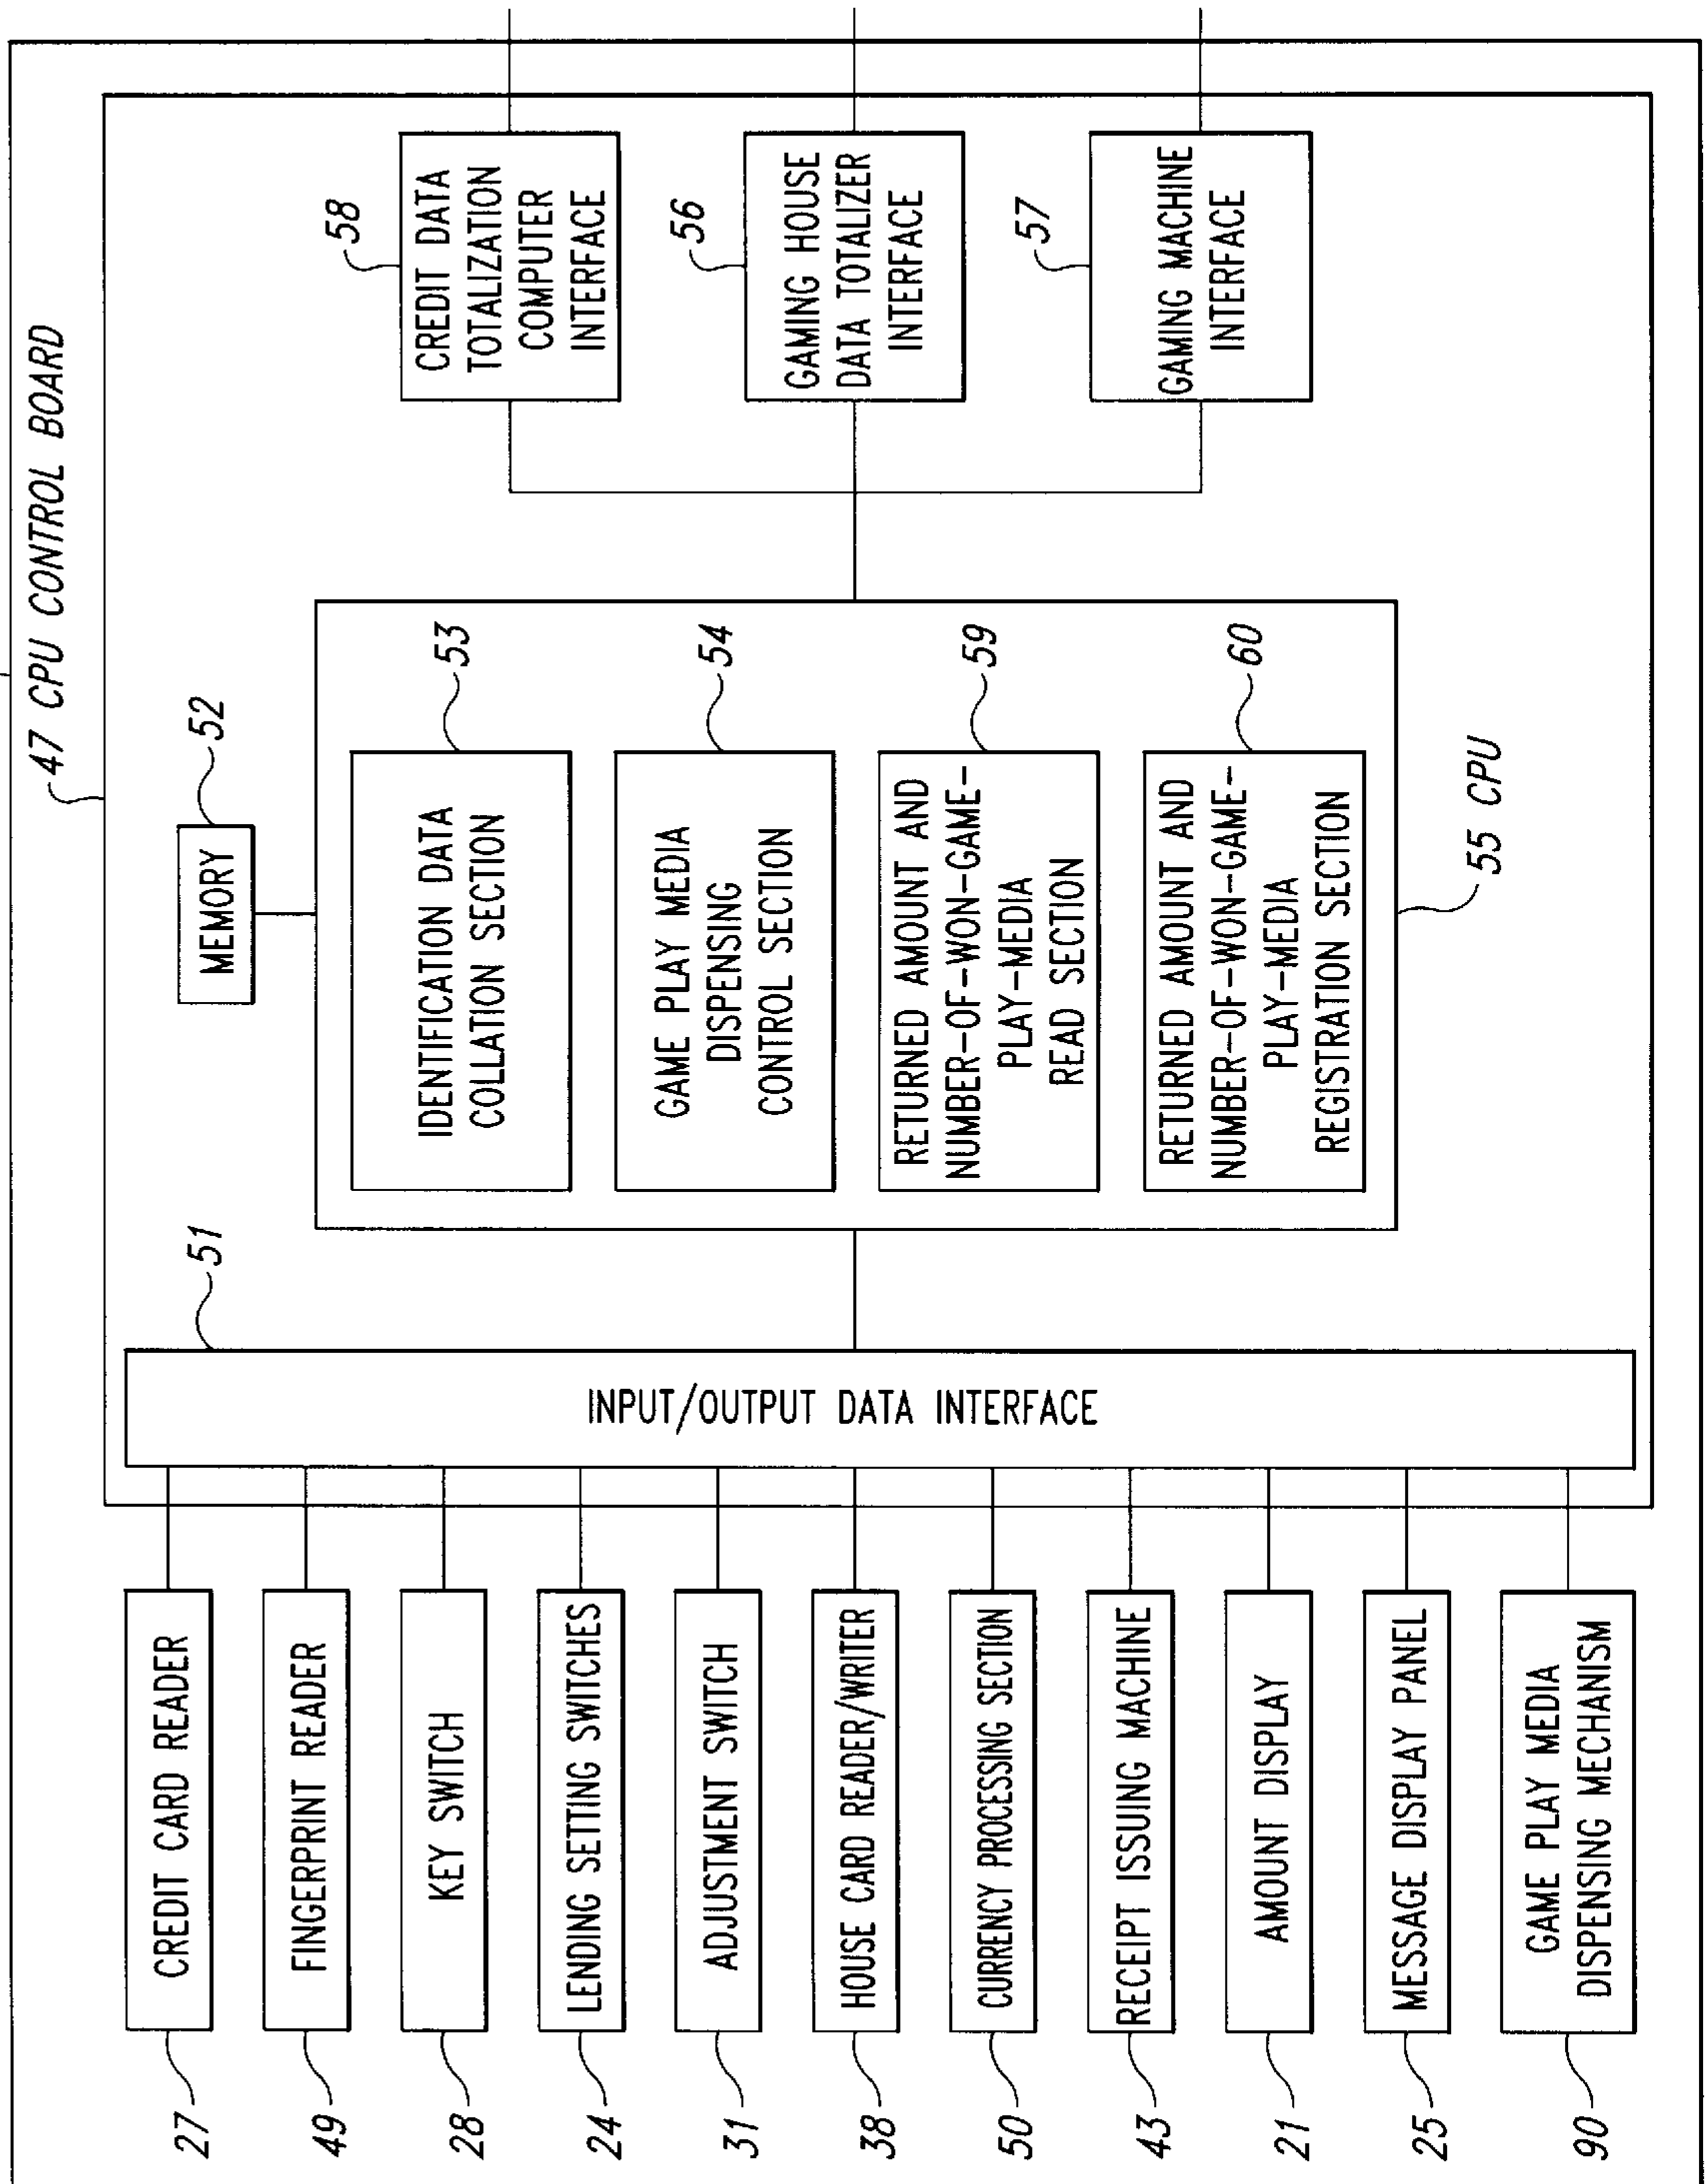 47 CPU CONTROL BOARD
27
CREDIT CARD READER
49
FINGERPRINT READER
28
KEY SWITCH
24
LENDING SETTING SWITCHES
31
ADJUSTMENT SWITCH
38
HOUSE CARD READER/WRITER
50
CURRENCY PROCESSING SECTION
43
RECEIPT ISSUING MACHINE
21
AMOUNT DISPLAY
25
MESSAGE DISPLAY PANEL
90
GAME PLAY MEDIA
DISPENSING MECHANISM
51
INPUT/OUTPUT DATA INTERFACE
MEMORY
52
53
IDENTIFICATION DATA
COLLATION SECTION
54
GAME PLAY MEDIA
DISPENSING
CONTROL SECTION
59
RETURNED AMOUNT AND
NUMBER-OF-WON-GAME-
PLAY-MEDIA
READ SECTION
60
RETURNED AMOUNT AND
NUMBER-OF-WON-GAME-
PLAY-MEDIA
REGISTRATION SECTION
55 CPU
58
CREDIT DATA
TOTALIZATION
COMPUTER
INTERFACE
56
GAMING HOUSE
DATA TOTALIZER
INTERFACE
57
GAMING MACHINE
INTERFACE